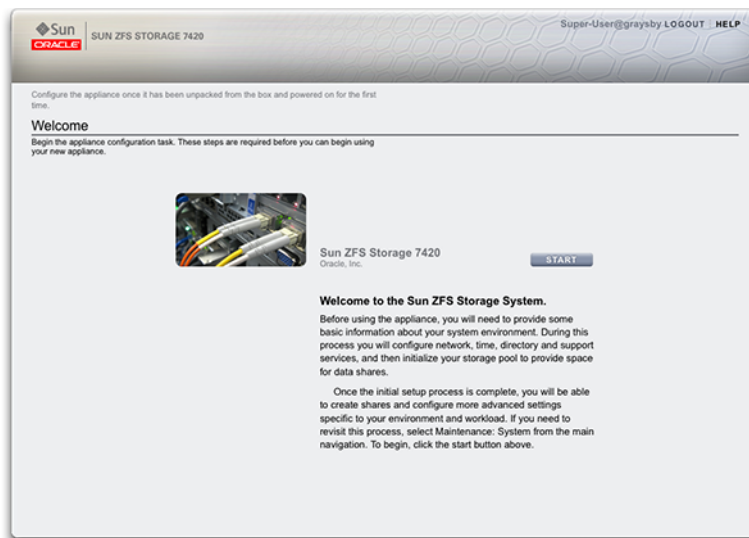 Sun
ORACLE
SUN ZFS STORAGE 7420
Super-User@graysby LOGOUT HELP
Configure the appliance once it has been unpacked from the box and powered on for the first
time.
Welcome
Begin the appliance configuration task. These steps are required before you can begin using
your new appliance.
Sun ZFS Storage 7420
Oracle, Inc.
START
Welcome to the Sun ZFS Storage System.
Before using the appliance, you will need to provide some
basic information about your system environment. During this
process you will configure network, time, directory and support
services, and then initialize your storage pool to provide space
for data shares.
Once the initial setup process is complete, you will be able
to create shares and configure more advanced settings
specific to your environment and workload. If you need to
revisit this process, select Maintenance: System from the main
navigation. To begin, click the start button above.